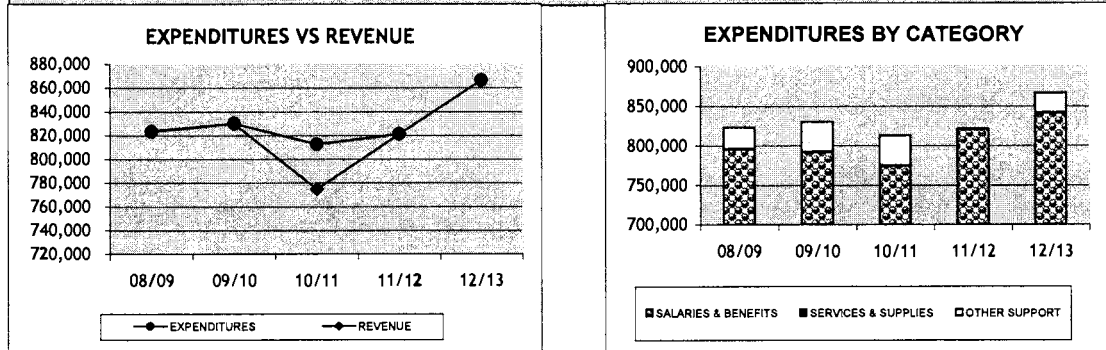 EXPENDITURES VS REVENUE
880,000
860,000
840,000
820,000
800,000
780,000
760,000
740,000
720,000
08/09 09/10 10/11 11/12 12/13
EXPENDITURES REVENUE
EXPENDITURES BY CATEGORY
900,000
850,000
800,000
750,000
700,000
08/09 09/10 10/11 11/12 12/13
SALARIES & BENEFITS SERVICES & SUPPLIES OTHER SUPPORT